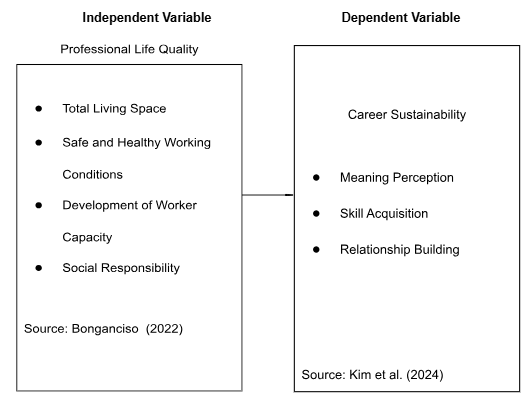 Independent Variable
Professional Life Quality
● Total Living Space
● Safe and Healthy Working
Conditions
● Development of Worker
Capacity
● Social Responsibility
Source: Bonganciso (2022)
Dependent Variable
Career Sustainability
● Meaning Perception
● Skill Acquisition
● Relationship Building
Source: Kim et al. (2024)